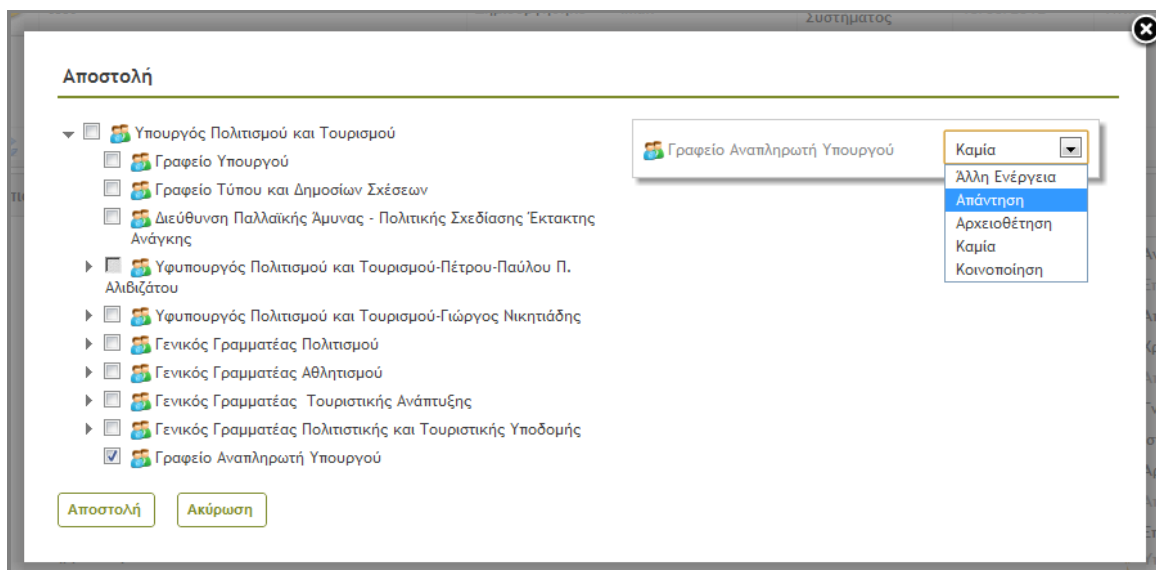 Συστήματος
Αποστολή
Υπουργός Πολιτισμού και Τουρισμού
Γραφείο Υπουργού
Γραφείο Τύπου και Δημοσίων Σχέσεων
Διεύθυνση Παλλαϊκής Άμυνας - Πολιτικής Σχεδίασης Έκτακτης
Ανάγκης
Υφυπουργός Πολιτισμού και Τουρισμού-Πέτρου-Παύλου Π.
Αλιβιζάτου
Υφυπουργός Πολιτισμού και Τουρισμού-Γιώργος Νικητιάδης
Γενικός Γραμματέας Πολιτισμού
Γενικός Γραμματέας Αθλητισμού
Γενικός Γραμματέας Τουριστικής Ανάπτυξης
Γενικός Γραμματέας Πολιτιστικής και Τουριστικής Υποδομής
Γραφείο Αναπληρωτή Υπουργού
Γραφείο Αναπληρωτή Υπουργού
Καμία
Άλλη Ενέργεια
Απάντηση
Αρχειοθέτηση
Καμία
Κοινοποίηση
Αποστολή
Ακύρωση